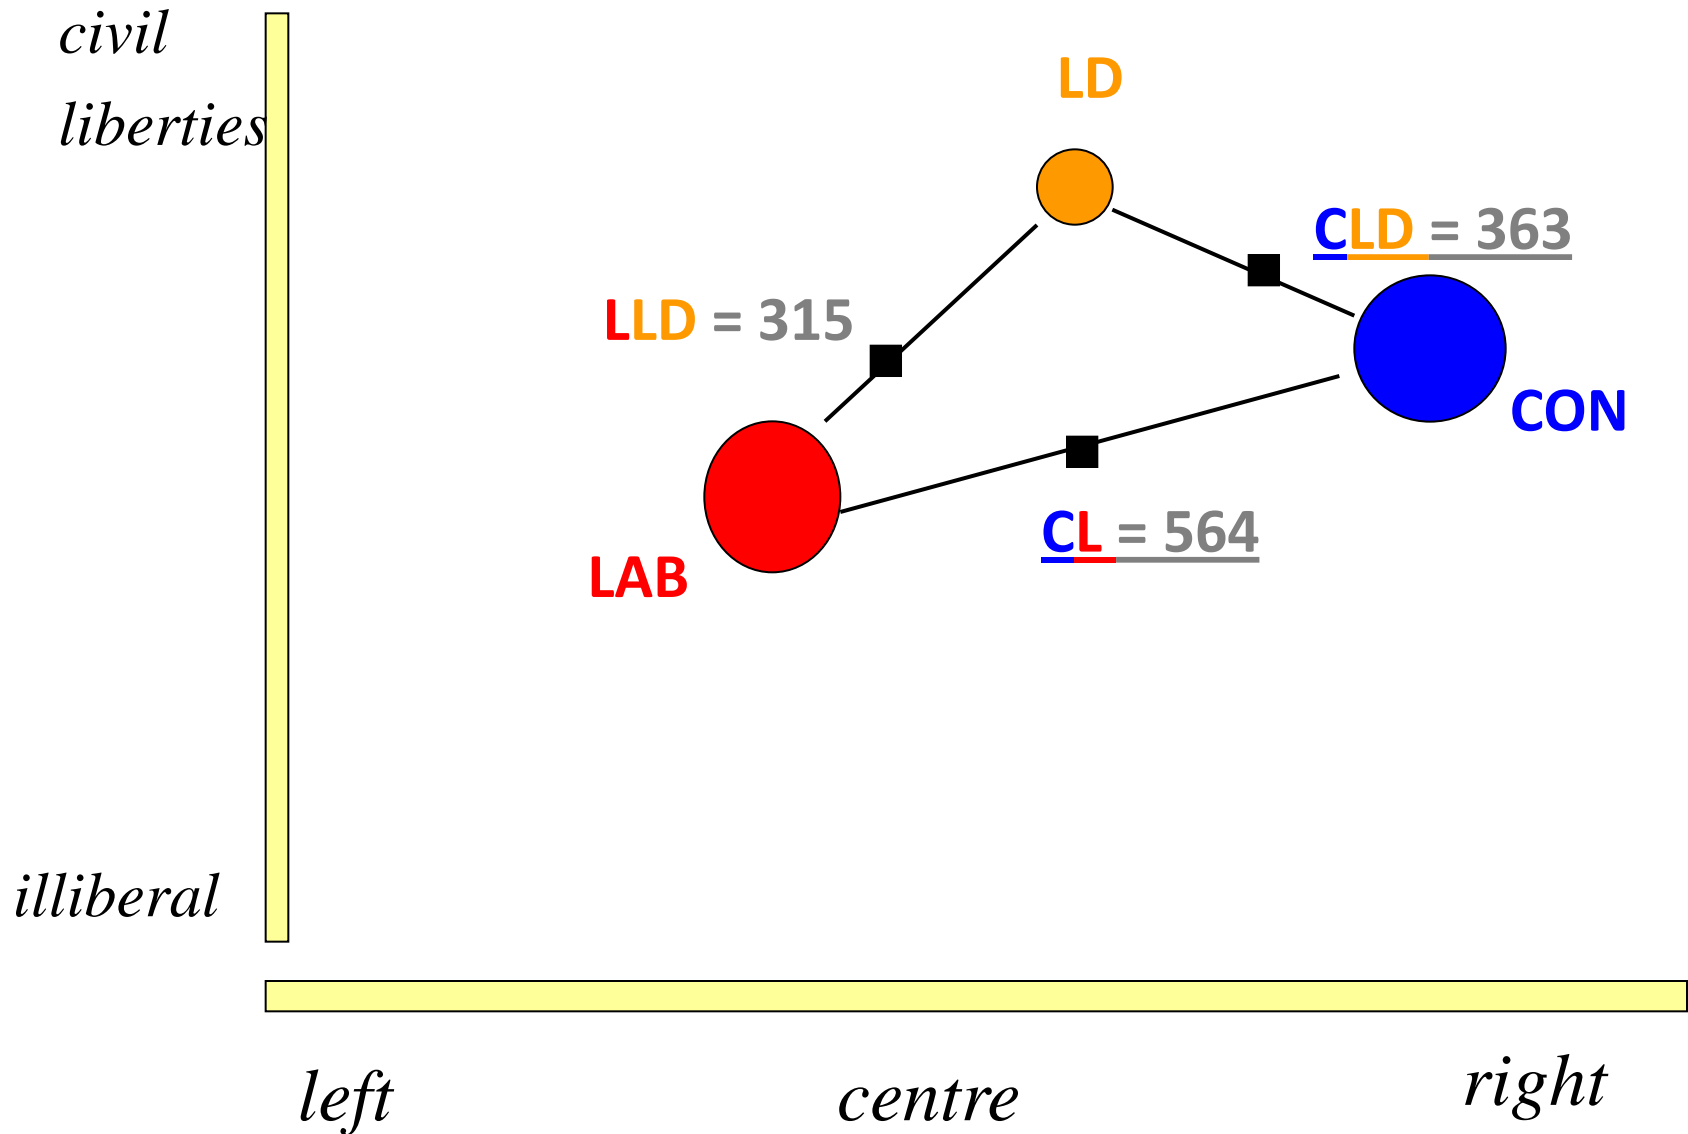 civil
liberties
LD
CLD = 363
LLD = 315
CON
CL = 564
LAB
illiberal
left
centre
right